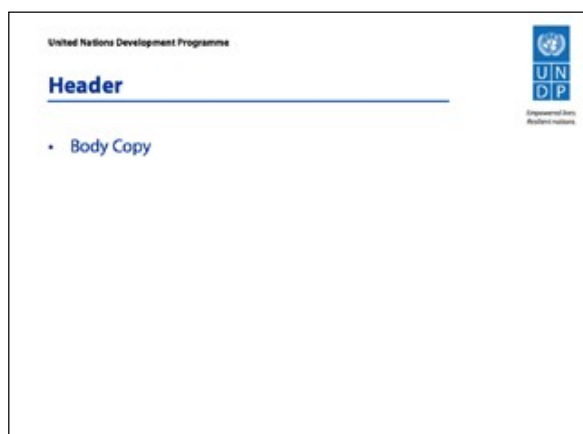 United Nations Development Programme
Header
• Body Copy
U N
D P
Empowered lives.
Resilient nations.